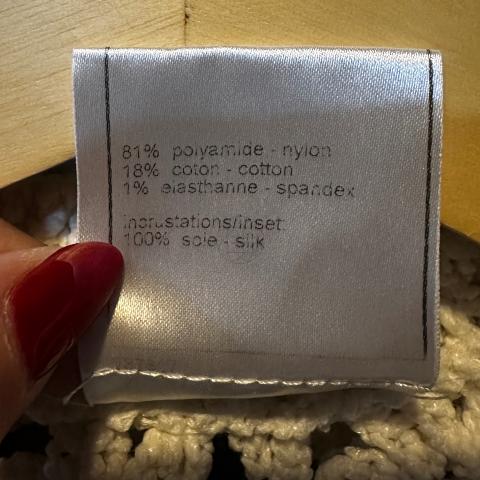 81% polyamide - nylon
18% coton - cotton
1% elasthanne - spandex
incrustations/inset:
100% soie - silk